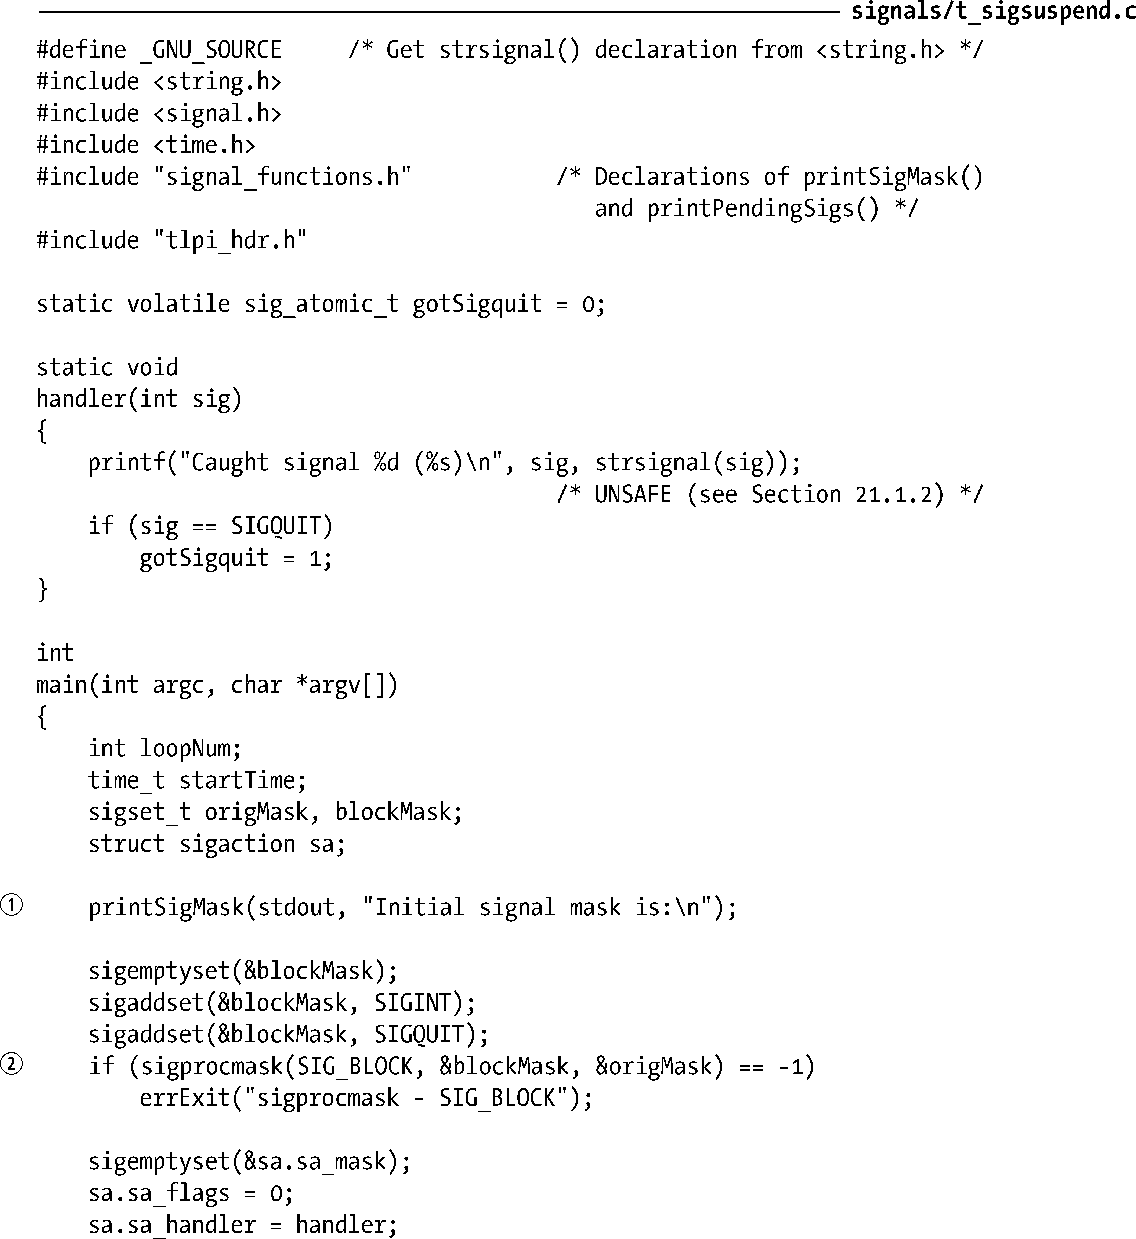 signals/t_sigsuspend.c
#define _GNU_SOURCE     /* Get strsignal() declaration from <string.h> */
#include <string.h>
#include <signal.h>
#include <time.h>
#include "signal_functions.h"           /* Declarations of printSigMask()
                                           and printPendingSigs() */
#include "tlpi_hdr.h"

static volatile sig_atomic_t gotSigquit = 0;

static void
handler(int sig)
{
    printf("Caught signal %d (%s)\n", sig, strsignal(sig));
                                        /* UNSAFE (see Section 21.1.2) */
    if (sig == SIGQUIT)
        gotSigquit = 1;
}

int
main(int argc, char *argv[])
{
    int loopNum;
    time_t startTime;
    sigset_t origMask, blockMask;
    struct sigaction sa;

①    printSigMask(stdout, "Initial signal mask is:\n");

    sigemptyset(&blockMask);
    sigaddset(&blockMask, SIGINT);
    sigaddset(&blockMask, SIGQUIT);
②    if (sigprocmask(SIG_BLOCK, &blockMask, &origMask) == -1)
        errExit("sigprocmask - SIG_BLOCK");

    sigemptyset(&sa.sa_mask);
    sa.sa_flags = 0;
    sa.sa_handler = handler;